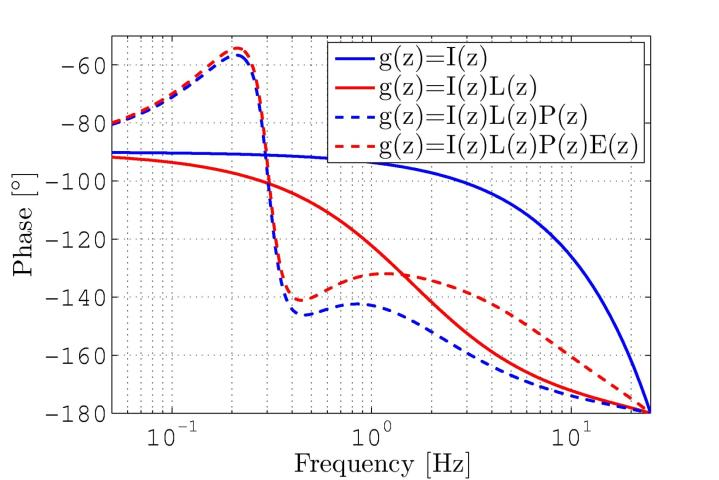 g(z)=I(z)
g(z)=I(z)L(z)
g(z)=I(z)L(z)P(z)
g(z)=I(z)L(z)P(z)E(z)
Phase [°]
−60
−80
−100
−120
−140
−160
−180
10^-1
10^0
10^1
Frequency [Hz]